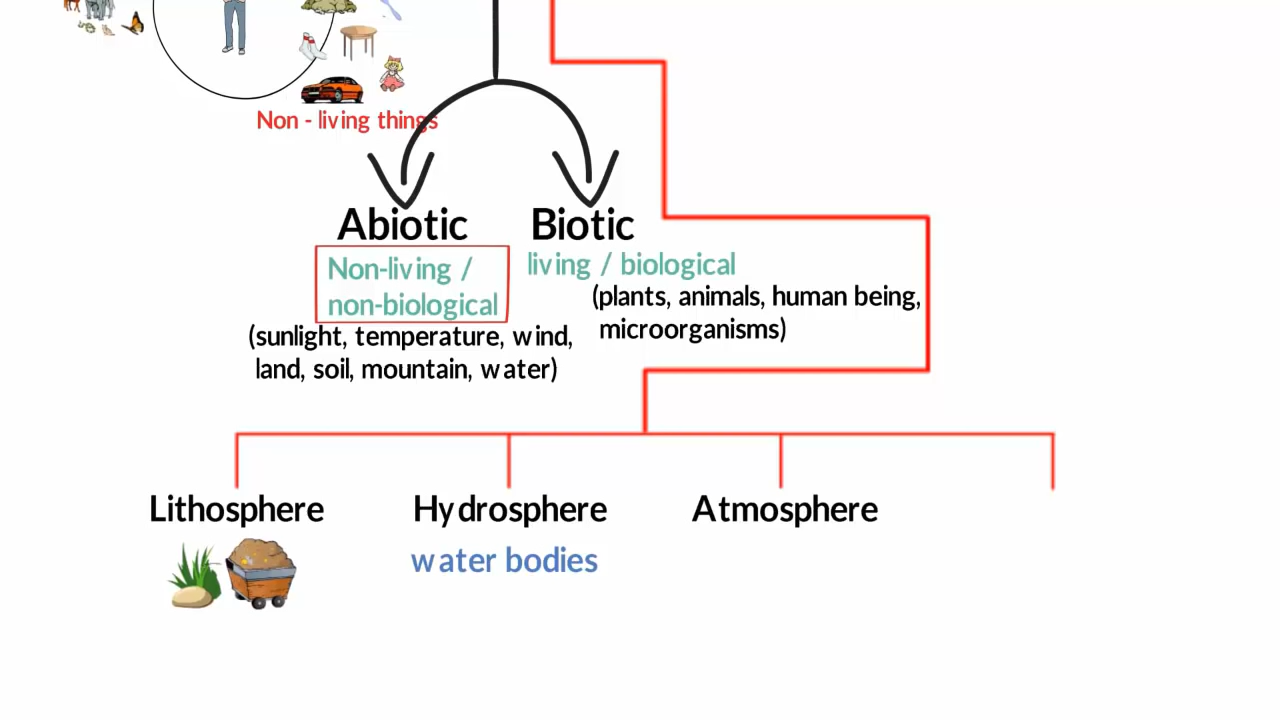 Non - living things
Abiotic
Biotic
Non-living /
non-biological
living / biological
(sunlight, temperature, wind,
land, soil, mountain, water)
(plants, animals, human being,
microorganisms)
Lithosphere
Hydrosphere
Atmosphere
water bodies